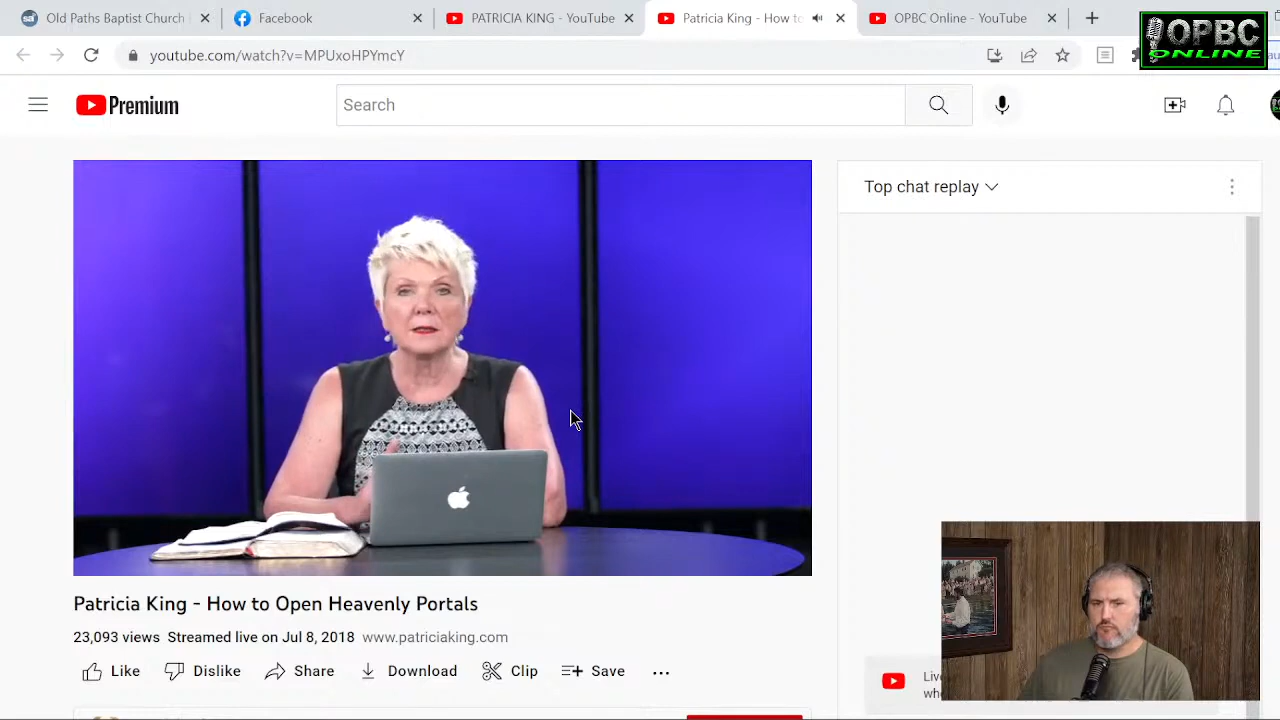 Old Paths Baptist Church
Facebook
PATRICIA KING - YouTube
Patricia King - How to
OPBC Online - YouTube
OPBC
ONLINE
youtube.com/watch?v=MPUxoHPYmcY
Premium
Search
Top chat replay
Patricia King - How to Open Heavenly Portals
23,093 views Streamed live on Jul 8, 2018 www.patriciaking.com
Like
Dislike
Share
Download
Clip
Save